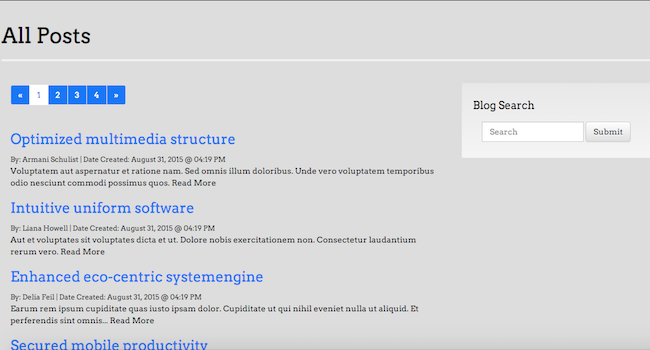 All Posts
« 1 2 3 4 »
Blog Search
Search Submit
Optimized multimedia structure
By: Armani Schulist | Date Created: August 31, 2015 @ 04:19 PM
Voluptatem aut aspernatur et ratione nam. Sed omnis illum doloribus. Unde vero voluptatem temporibus
odio nesciunt commodi possimus quos. Read More
Intuitive uniform software
By: Liana Howell | Date Created: August 31, 2015 @ 04:19 PM
Aut et voluptates sit voluptates dicta et ut. Dolore nobis exercitationem non. Consectetur laudantium
rerum vero. Read More
Enhanced eco-centric systemengine
By: Delia Feil | Date Created: August 31, 2015 @ 04:19 PM
Earum rem ipsum cupiditate quas iusto ipsam dolor. Cupiditate ut qui nihil eveniet nulla ut aliquid. Et
perferendis sint omnis... Read More
Secured mobile productivity